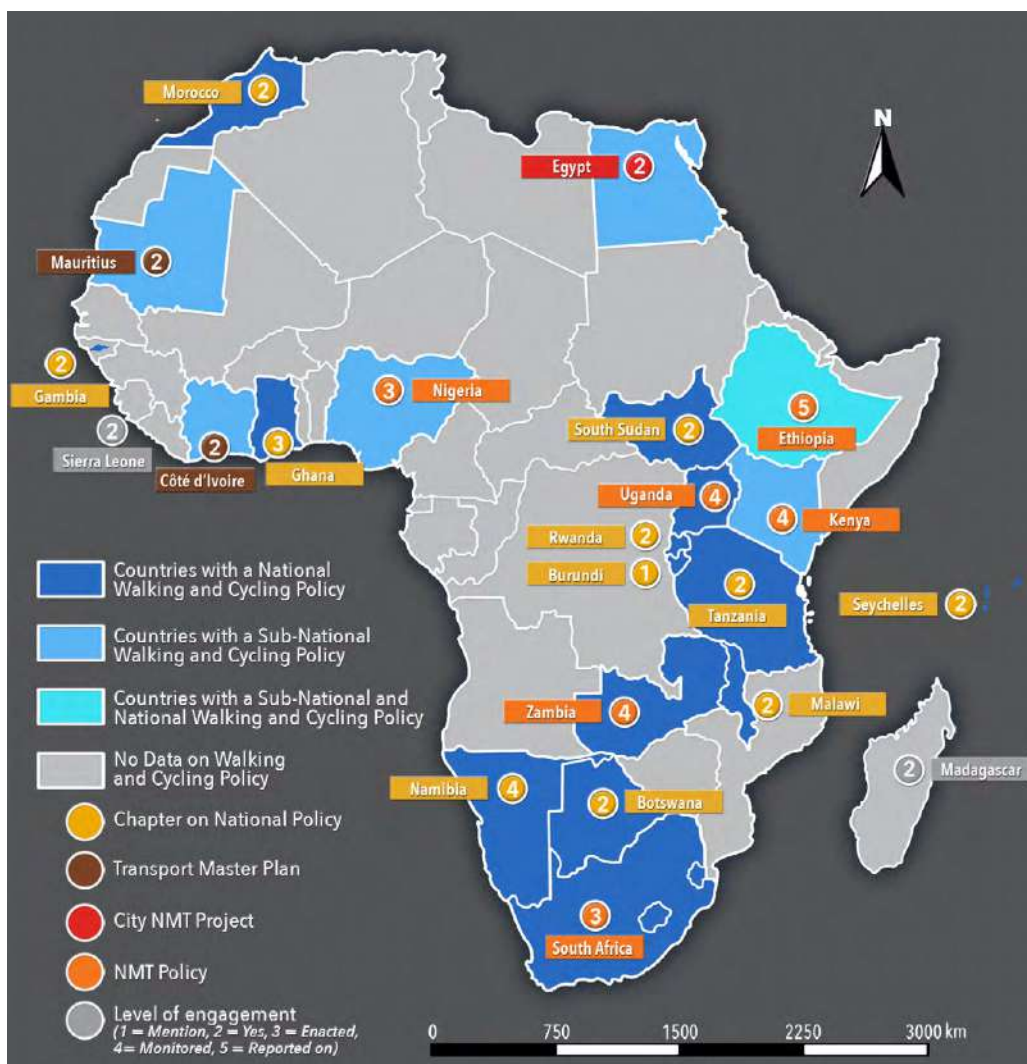 N
Morocco
2
Egypt
2
Mauritius
2
2
Gambia
2
Sierra Leone
2
Côté d'Ivoire
3
Ghana
3
Nigeria
South Sudan
2
5
Ethiopia
Uganda
4
4
Kenya
Rwanda
2
Burundi
1
2
Tanzania
Seychelles
2
Zambia
4
2
Malawi
Namibia
4
2
Botswana
2
Madagascar
3
South Africa
Countries with a National
Walking and Cycling Policy
Countries with a Sub-National
Walking and Cycling Policy
Countries with a Sub-National and
National Walking and Cycling Policy
No Data on Walking
and Cycling Policy
Chapter on National Policy
Transport Master Plan
City NMT Project
NMT Policy
Level of engagement
(1 = Mention, 2 = Yes, 3 = Enacted,
4= Monitored, 5 = Reported on)
0 750 1500 2250 3000 km